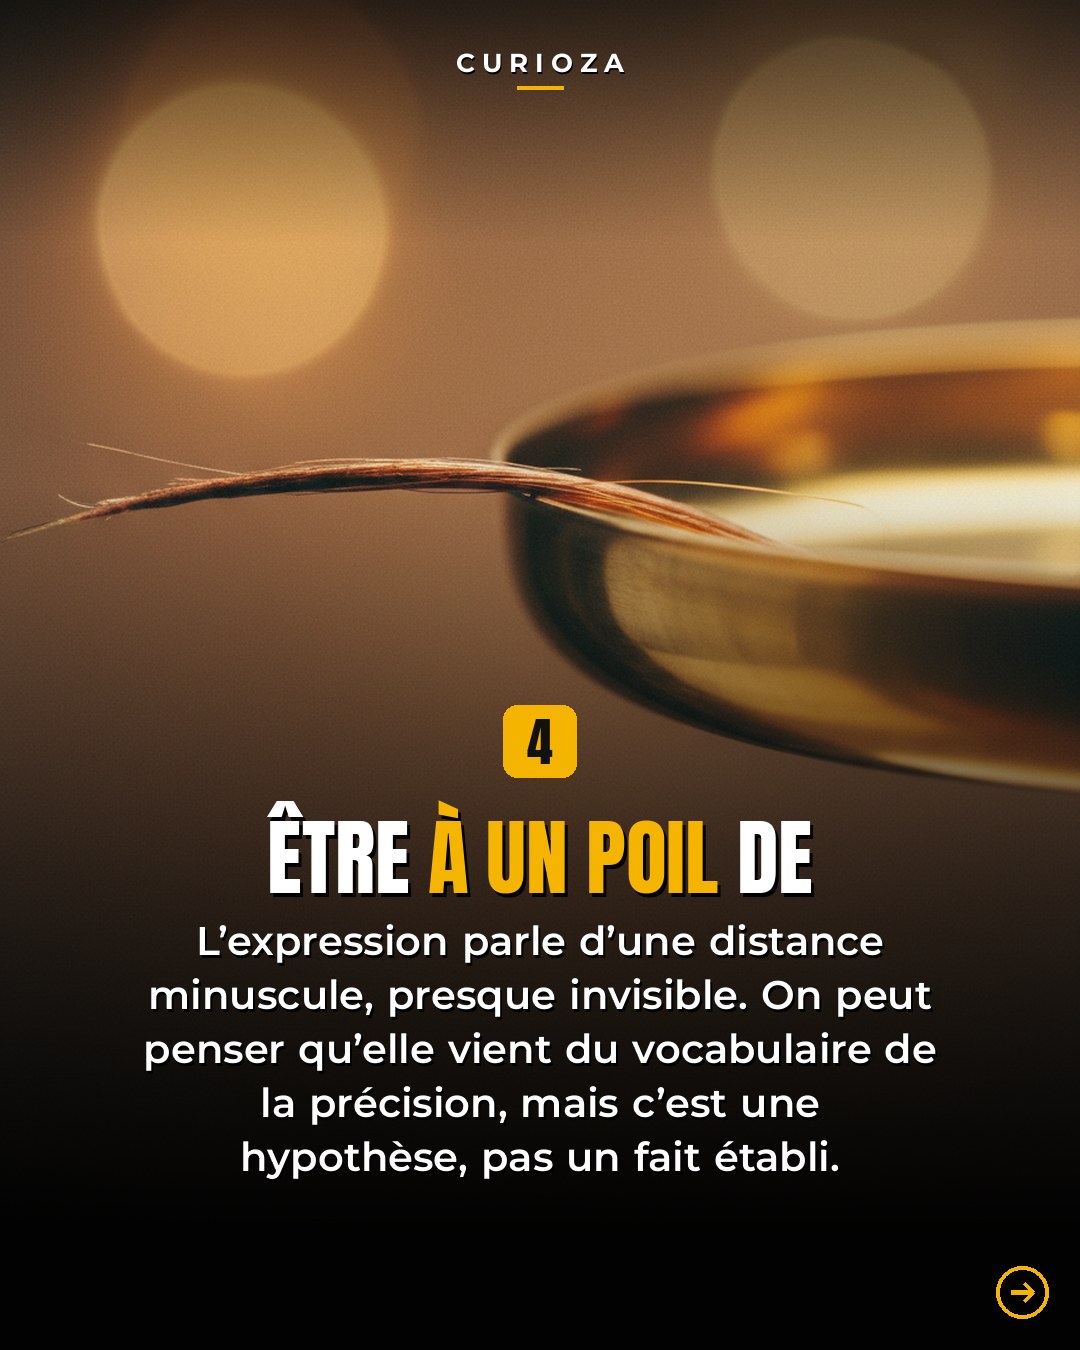 CURIOZA
4
ÊTRE À UN POIL DE
L’expression parle d’une distance
minuscule, presque invisible. On peut
penser qu’elle vient du vocabulaire de
la précision, mais c’est une
hypothèse, pas un fait établi.